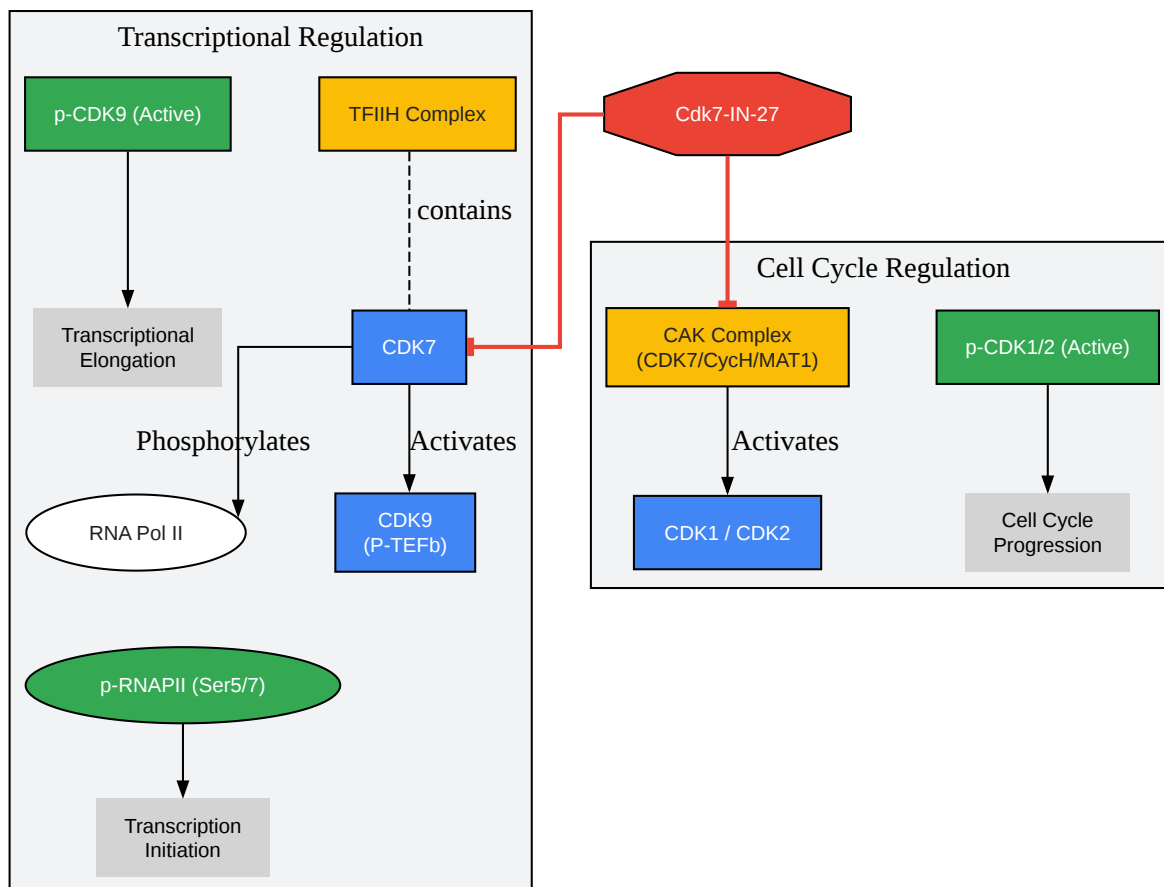 Transcriptional Regulation
p-CDK9 (Active)
TFIIH Complex
Cdk7-IN-27
contains
Cell Cycle Regulation
Transcriptional
Elongation
CDK7
CAK Complex
(CDK7/CycH/MAT1)
p-CDK1/2 (Active)
Phosphorylates
Activates
Activates
RNA Pol II
CDK9
(P-TEFb)
CDK1 / CDK2
Cell Cycle
Progression
p-RNAPII (Ser5/7)
Transcription
Initiation